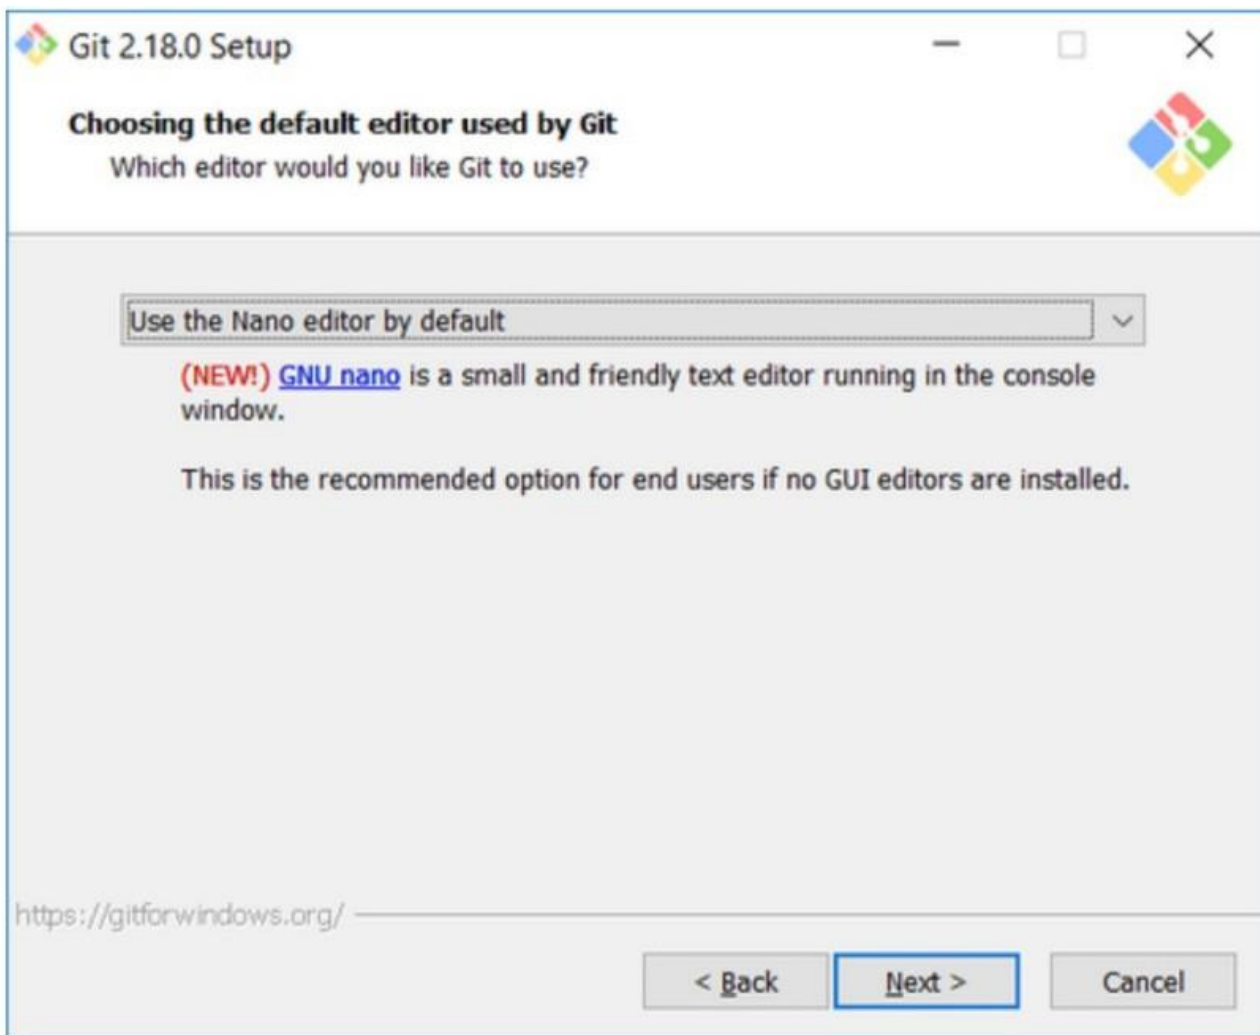 Git 2.18.0 Setup
Choosing the default editor used by Git
Which editor would you like Git to use?
Use the Nano editor by default
(NEW!) GNU nano is a small and friendly text editor running in the console
window.
This is the recommended option for end users if no GUI editors are installed.
https://gitforwindows.org/
< Back Next > Cancel